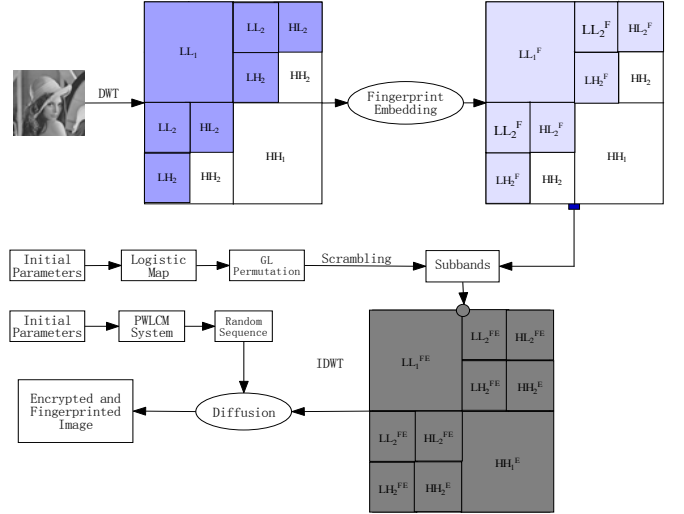 LL₁
LL₂
HL₂
LH₂
HH₂
LL₂
HL₂
LH₂
HH₂
HH₁
DWT
Fingerprint
Embedding
LL₁ᶠ
LL₂ᶠ
HL₂ᶠ
LH₂ᶠ
HH₂
LL₂ᶠ
HL₂ᶠ
LH₂ᶠ
HH₂
HH₁
Initial
Parameters
Logistic
Map
GL
Permutation
Scrambling
Subbands
Initial
Parameters
PWLCM
System
Random
Sequence
IDWT
LL₁ᶠᴱ
LL₂ᶠᴱ
HL₂ᶠᴱ
LH₂ᶠᴱ
HH₂ᴱ
LL₂ᶠᴱ
HL₂ᶠᴱ
LH₂ᶠᴱ
HH₂ᴱ
HH₁ᴱ
Encrypted and
Fingerprinted
Image
Diffusion